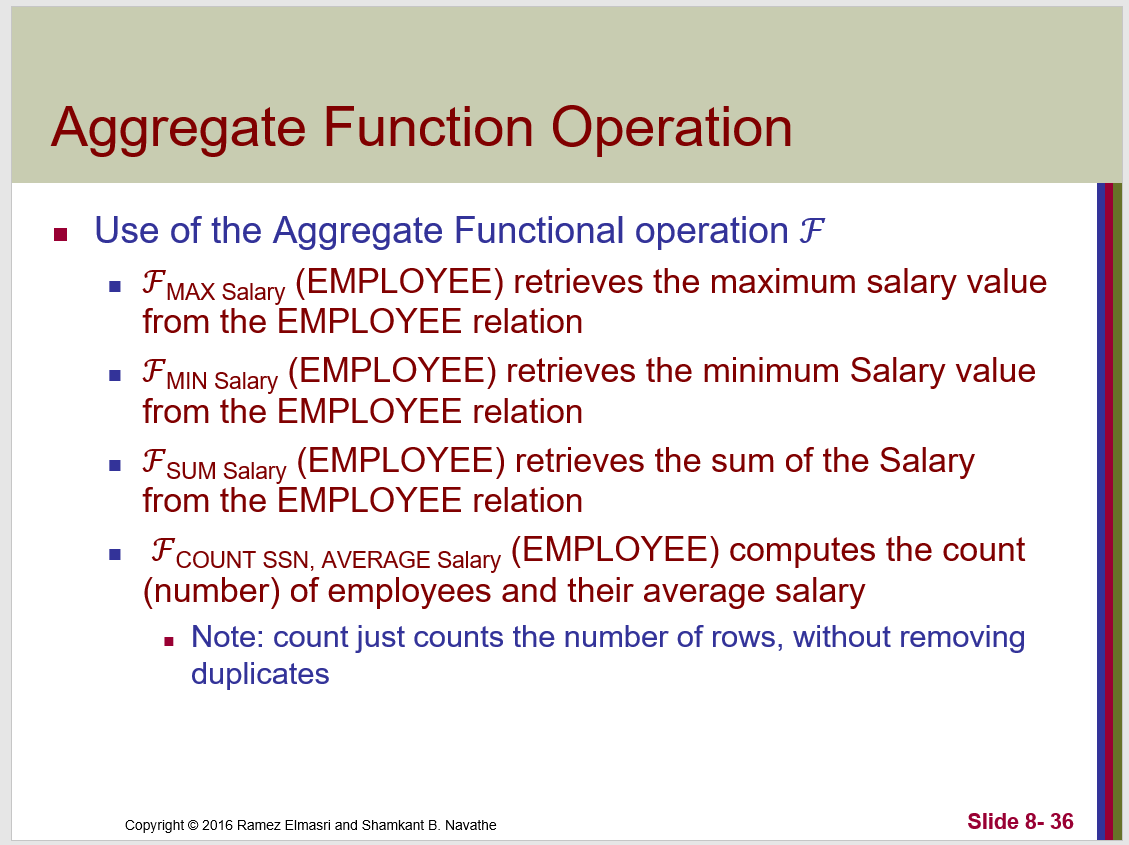 Aggregate Function Operation
Use of the Aggregate Functional operation ℱ
ℱMAX Salary (EMPLOYEE) retrieves the maximum salary value
from the EMPLOYEE relation
ℱMIN Salary (EMPLOYEE) retrieves the minimum Salary value
from the EMPLOYEE relation
ℱSUM Salary (EMPLOYEE) retrieves the sum of the Salary
from the EMPLOYEE relation
ℱCOUNT SSN, AVERAGE Salary (EMPLOYEE) computes the count
(number) of employees and their average salary
Note: count just counts the number of rows, without removing
duplicates
Copyright © 2016 Ramez Elmasri and Shamkant B. Navathe
Slide 8- 36